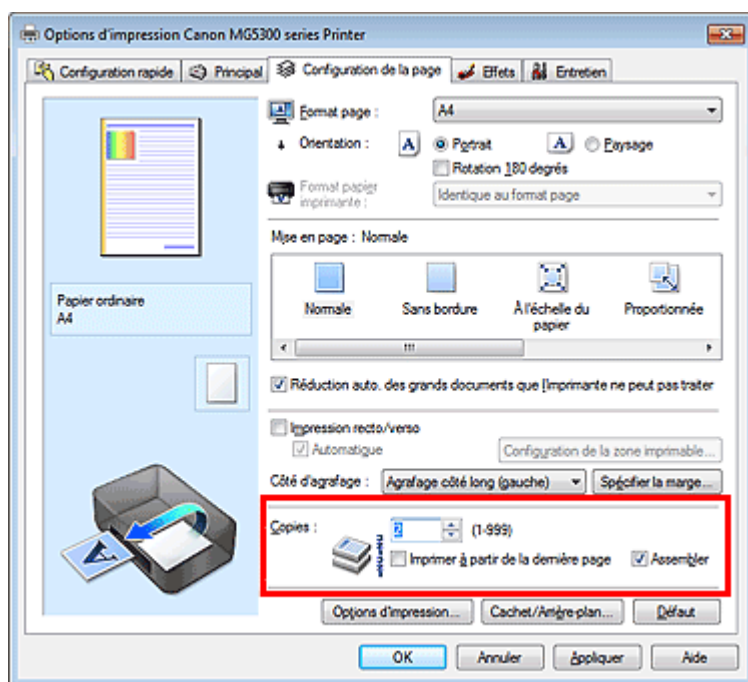 Options d'impression Canon MG5300 series Printer
Configuration rapide Principal Configuration de la page Effets Entretien
Format page : A4
Orientation : A Portrait A Paysage
Rotation 180 degrés
Format papier imprimante : Identique au format page
Mise en page : Normale
Normale Sans bordure À l'échelle du papier Proportionnée
Papier ordinaire
A4
Réduction auto. des grands documents que l'imprimante ne peut pas traiter
Impression recto/verso
Automatique Configuration de la zone imprimable...
Côté d'agrafage : Agrafage côté long (gauche) Spécifier la marge...
Copies : 2 (1-999)
Imprimer à partir de la dernière page Assembler
Options d'impression... Cachet/Arrière-plan... Défaut
OK Annuler Appliquer Aide